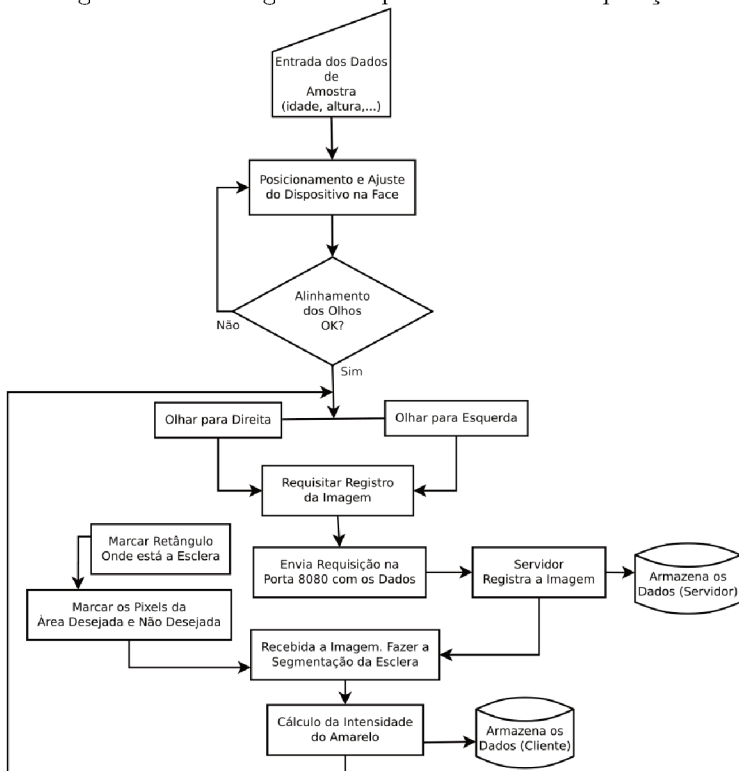 Entrada dos Dados
de
Amostra
(idade, altura,...)
Posicionamento e Ajuste
do Dispositivo na Face
Alinhamento
dos Olhos
OK?
Não
Sim
Olhar para Direita
Olhar para Esquerda
Requisitar Registro
da Imagem
Marcar Retângulo
Onde está a Esclera
Envia Requisição na
Porta 8080 com os Dados
Servidor
Registra a Imagem
Armazena os
Dados (Servidor)
Marcar os Pixels da
Área Desejada e Não Desejada
Recebida a Imagem. Fazer a
Segmentação da Esclera
Cálculo da Intensidade
do Amarelo
Armazena os
Dados (Cliente)